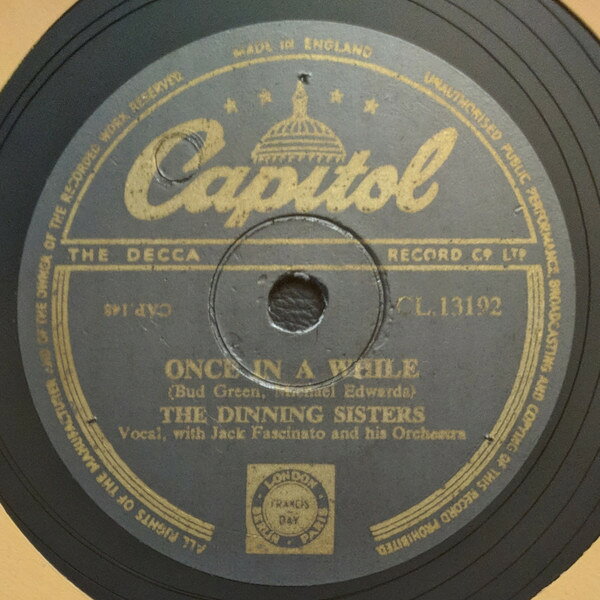 MADE IN ENGLAND
ALL RIGHTS OF THE MANUFACTURER AND OF THE OWNER OF THE RECORDED WORK RESERVED
UNAUTHORISED PUBLIC PERFORMANCE, BROADCASTING AND COPYING OF THIS RECORD PROHIBITED.
Capitol
THE DECCA RECORD CO LTD
CAP.148 CL.13192
ONCE IN A WHILE
(Bud Green, Michael Edwards)
THE DINNING SISTERS
Vocal, with Jack Fascinato and his Orchestra
LONDON
FRANCIS
DAY
PARIS
BERLIN